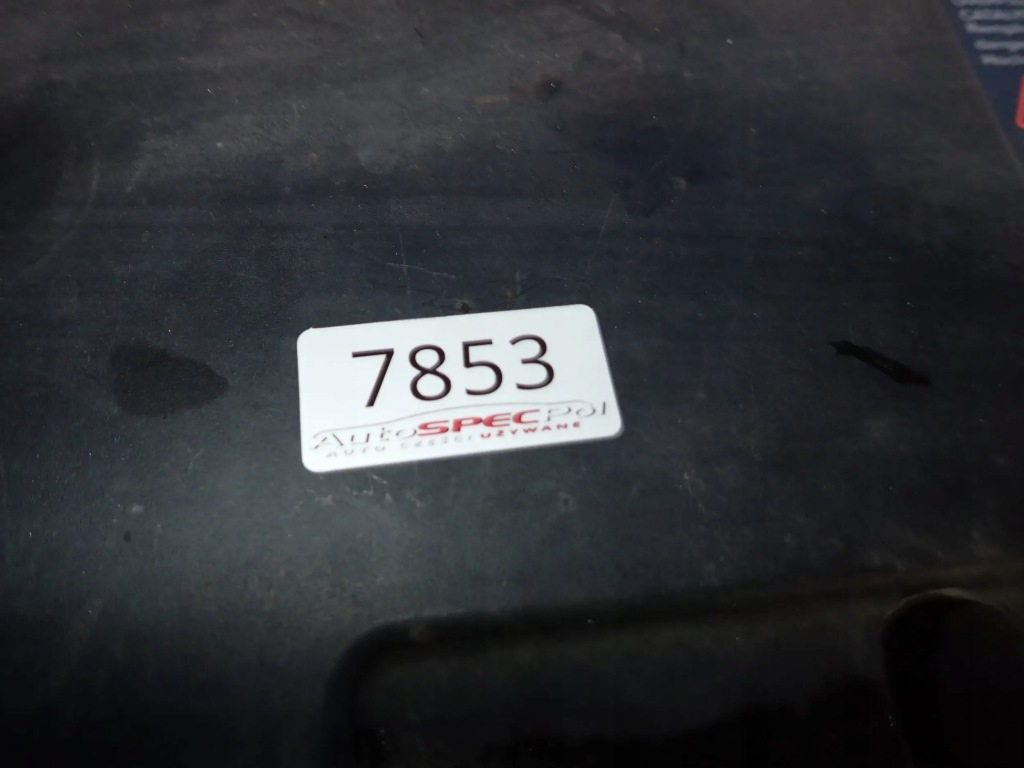 7853
AutoSPECpol
AUTO CZĘŚCI UŻYWANE